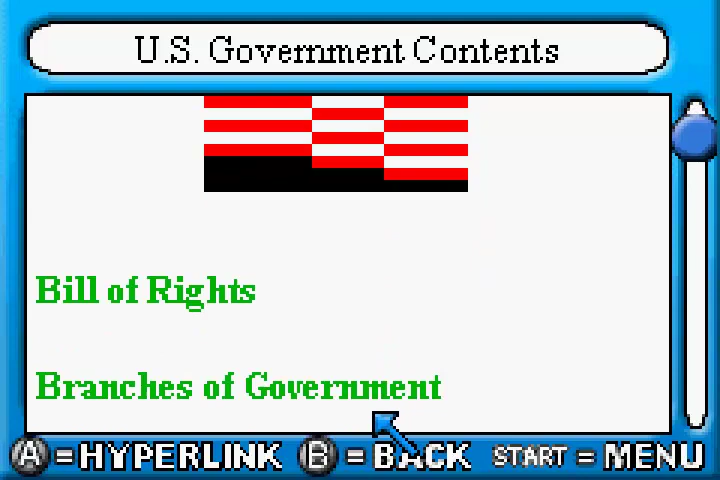 U.S. Government Contents
Bill of Rights
Branches of Government
A =HYPERLINK B = BACK START = MENU